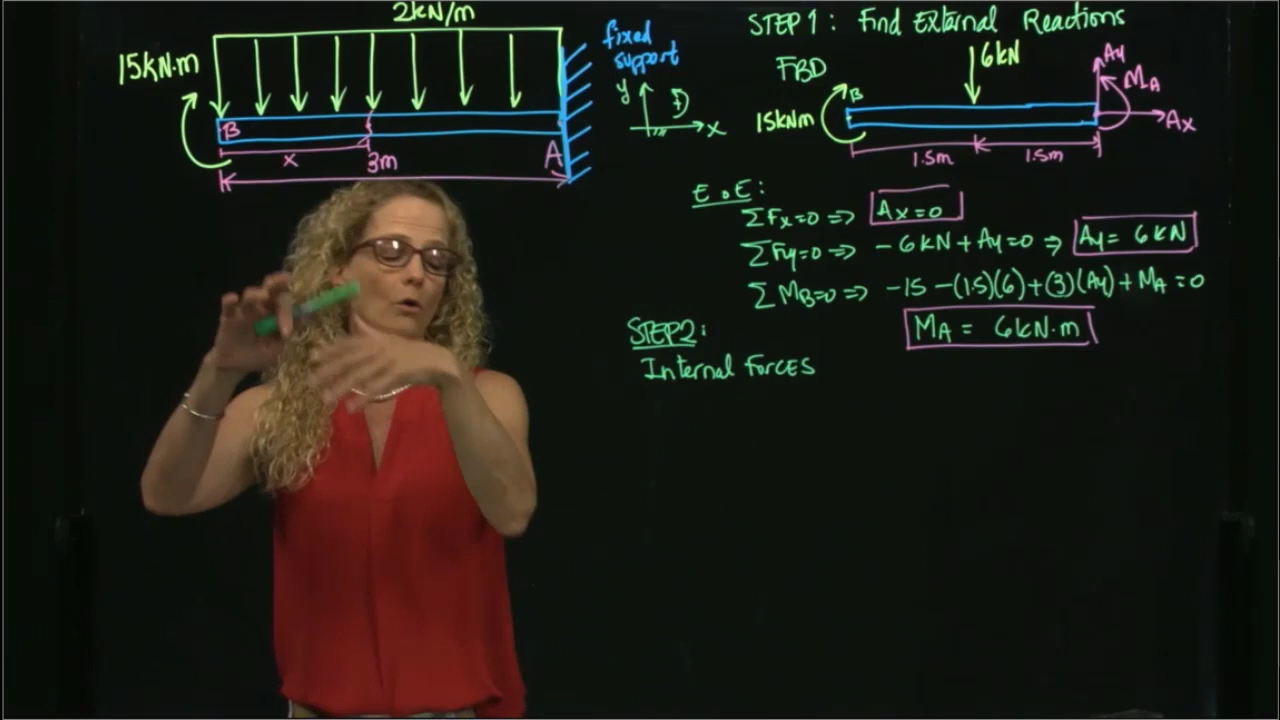 2kN/m
15kN.m
fixed
support
y
x
B
x
3m
A
STEP 1 : Find External Reactions
FBD
6kN
Ay
MA
B
15kNm
Ax
1.5m
1.5m
E.o.E:
ΣFx=0 => Ax=0
ΣFy=0 => -6kN + Ay=0 => Ay= 6kN
ΣMB=0 => -15 -(1.5)(6)+(3)(Ay)+MA=0
MA = 6kN·m
STEP2:
Internal Forces